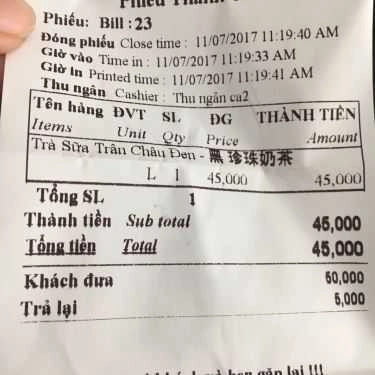 Phiếu: Bill :23
Đóng phiếu Close time : 11/07/2017 11:19:40 AM
Giờ vào Time in : 11/07/2017 11:19:33 AM
Giờ In Printed time : 11/07/2017 11:19:41 AM
Thu ngân Cashier : Thu ngân ca2
Tên hàng ĐVT SL ĐG THÀNH TIỀN
Items Unit Qty Price Amount
Trà Sữa Trân Châu Đen - 黑 珍珠奶茶
L 1 45,000 45,000
Tổng SL 1
Thành tiền Sub total 45,000
Tổng tiền Total 45,000
Khách đưa 50,000
Trả lại 5,000
gặp lại !!!